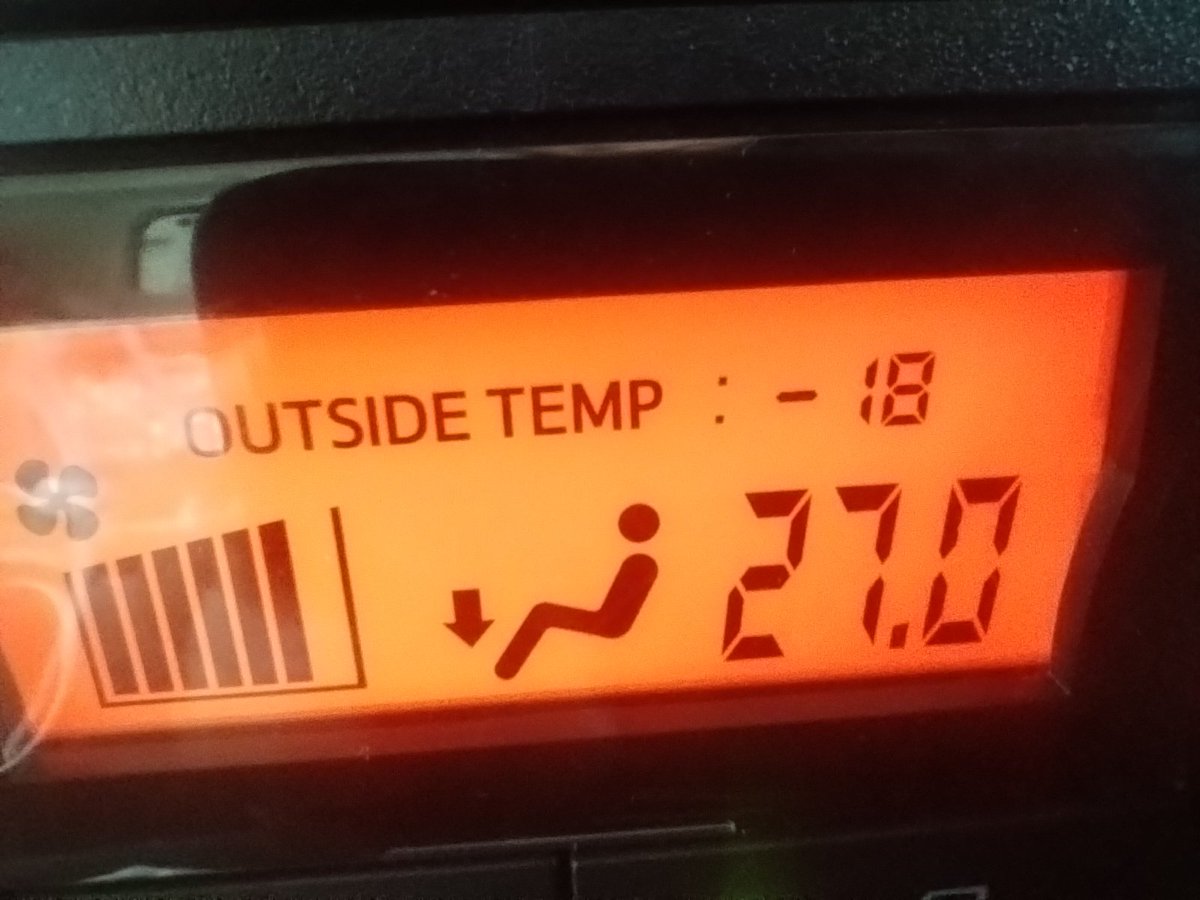 OUTSIDE TEMP : - 18
27.0